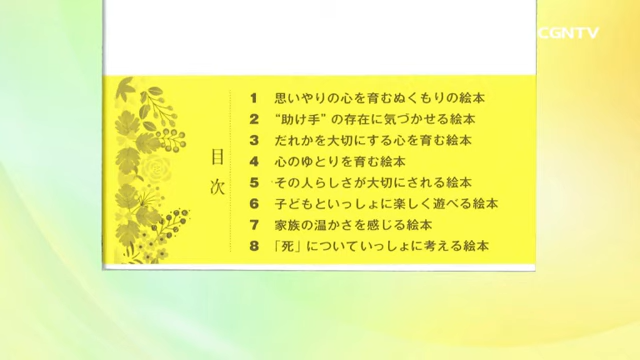 CGNTV
目次
1 思いやりの心を育むぬくもりの絵本
2 “助け手”の存在に気づかせる絵本
3 だれかを大切にする心を育む絵本
4 心のゆとりを育む絵本
5 その人らしさが大切にされる絵本
6 子どもといっしょに楽しく遊べる絵本
7 家族の温かさを感じる絵本
8 「死」についていっしょに考える絵本